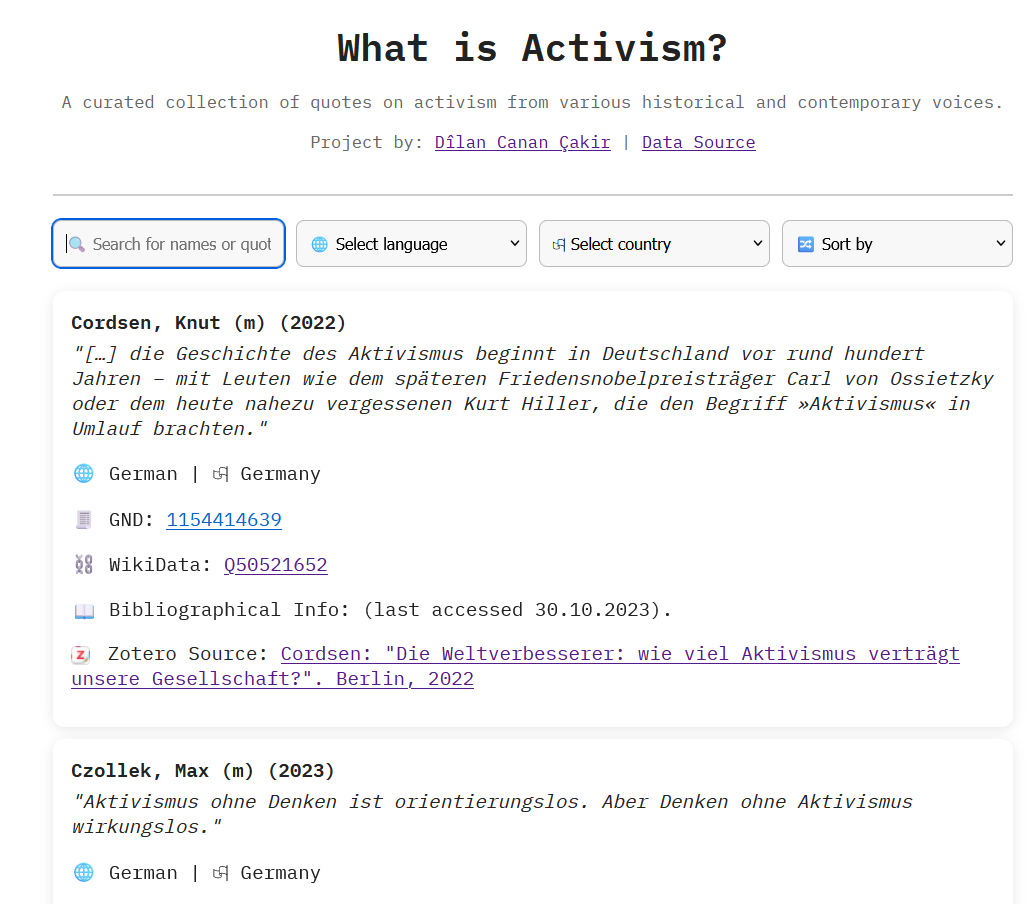 What is Activism?
A curated collection of quotes on activism from various historical and contemporary voices.
Project by: Dîlan Canan Çakir | Data Source
🔍 Search for names or quot
🌐 Select language
Select country
🔀 Sort by
Cordsen, Knut (m) (2022)
"[…] die Geschichte des Aktivismus beginnt in Deutschland vor rund hundert
Jahren – mit Leuten wie dem späteren Friedensnobelpreisträger Carl von Ossietzky
oder dem heute nahezu vergessenen Kurt Hiller, die den Begriff »Aktivismus« in
Umlauf brachten."
🌐 German | Germany
📜 GND: 1154414639
⛓ WikiData: Q50521652
📖 Bibliographical Info: (last accessed 30.10.2023).
Z Zotero Source: Cordsen: "Die Weltverbesserer: wie viel Aktivismus verträgt
unsere Gesellschaft?". Berlin, 2022
Czollek, Max (m) (2023)
"Aktivismus ohne Denken ist orientierungslos. Aber Denken ohne Aktivismus
wirkungslos."
🌐 German | Germany